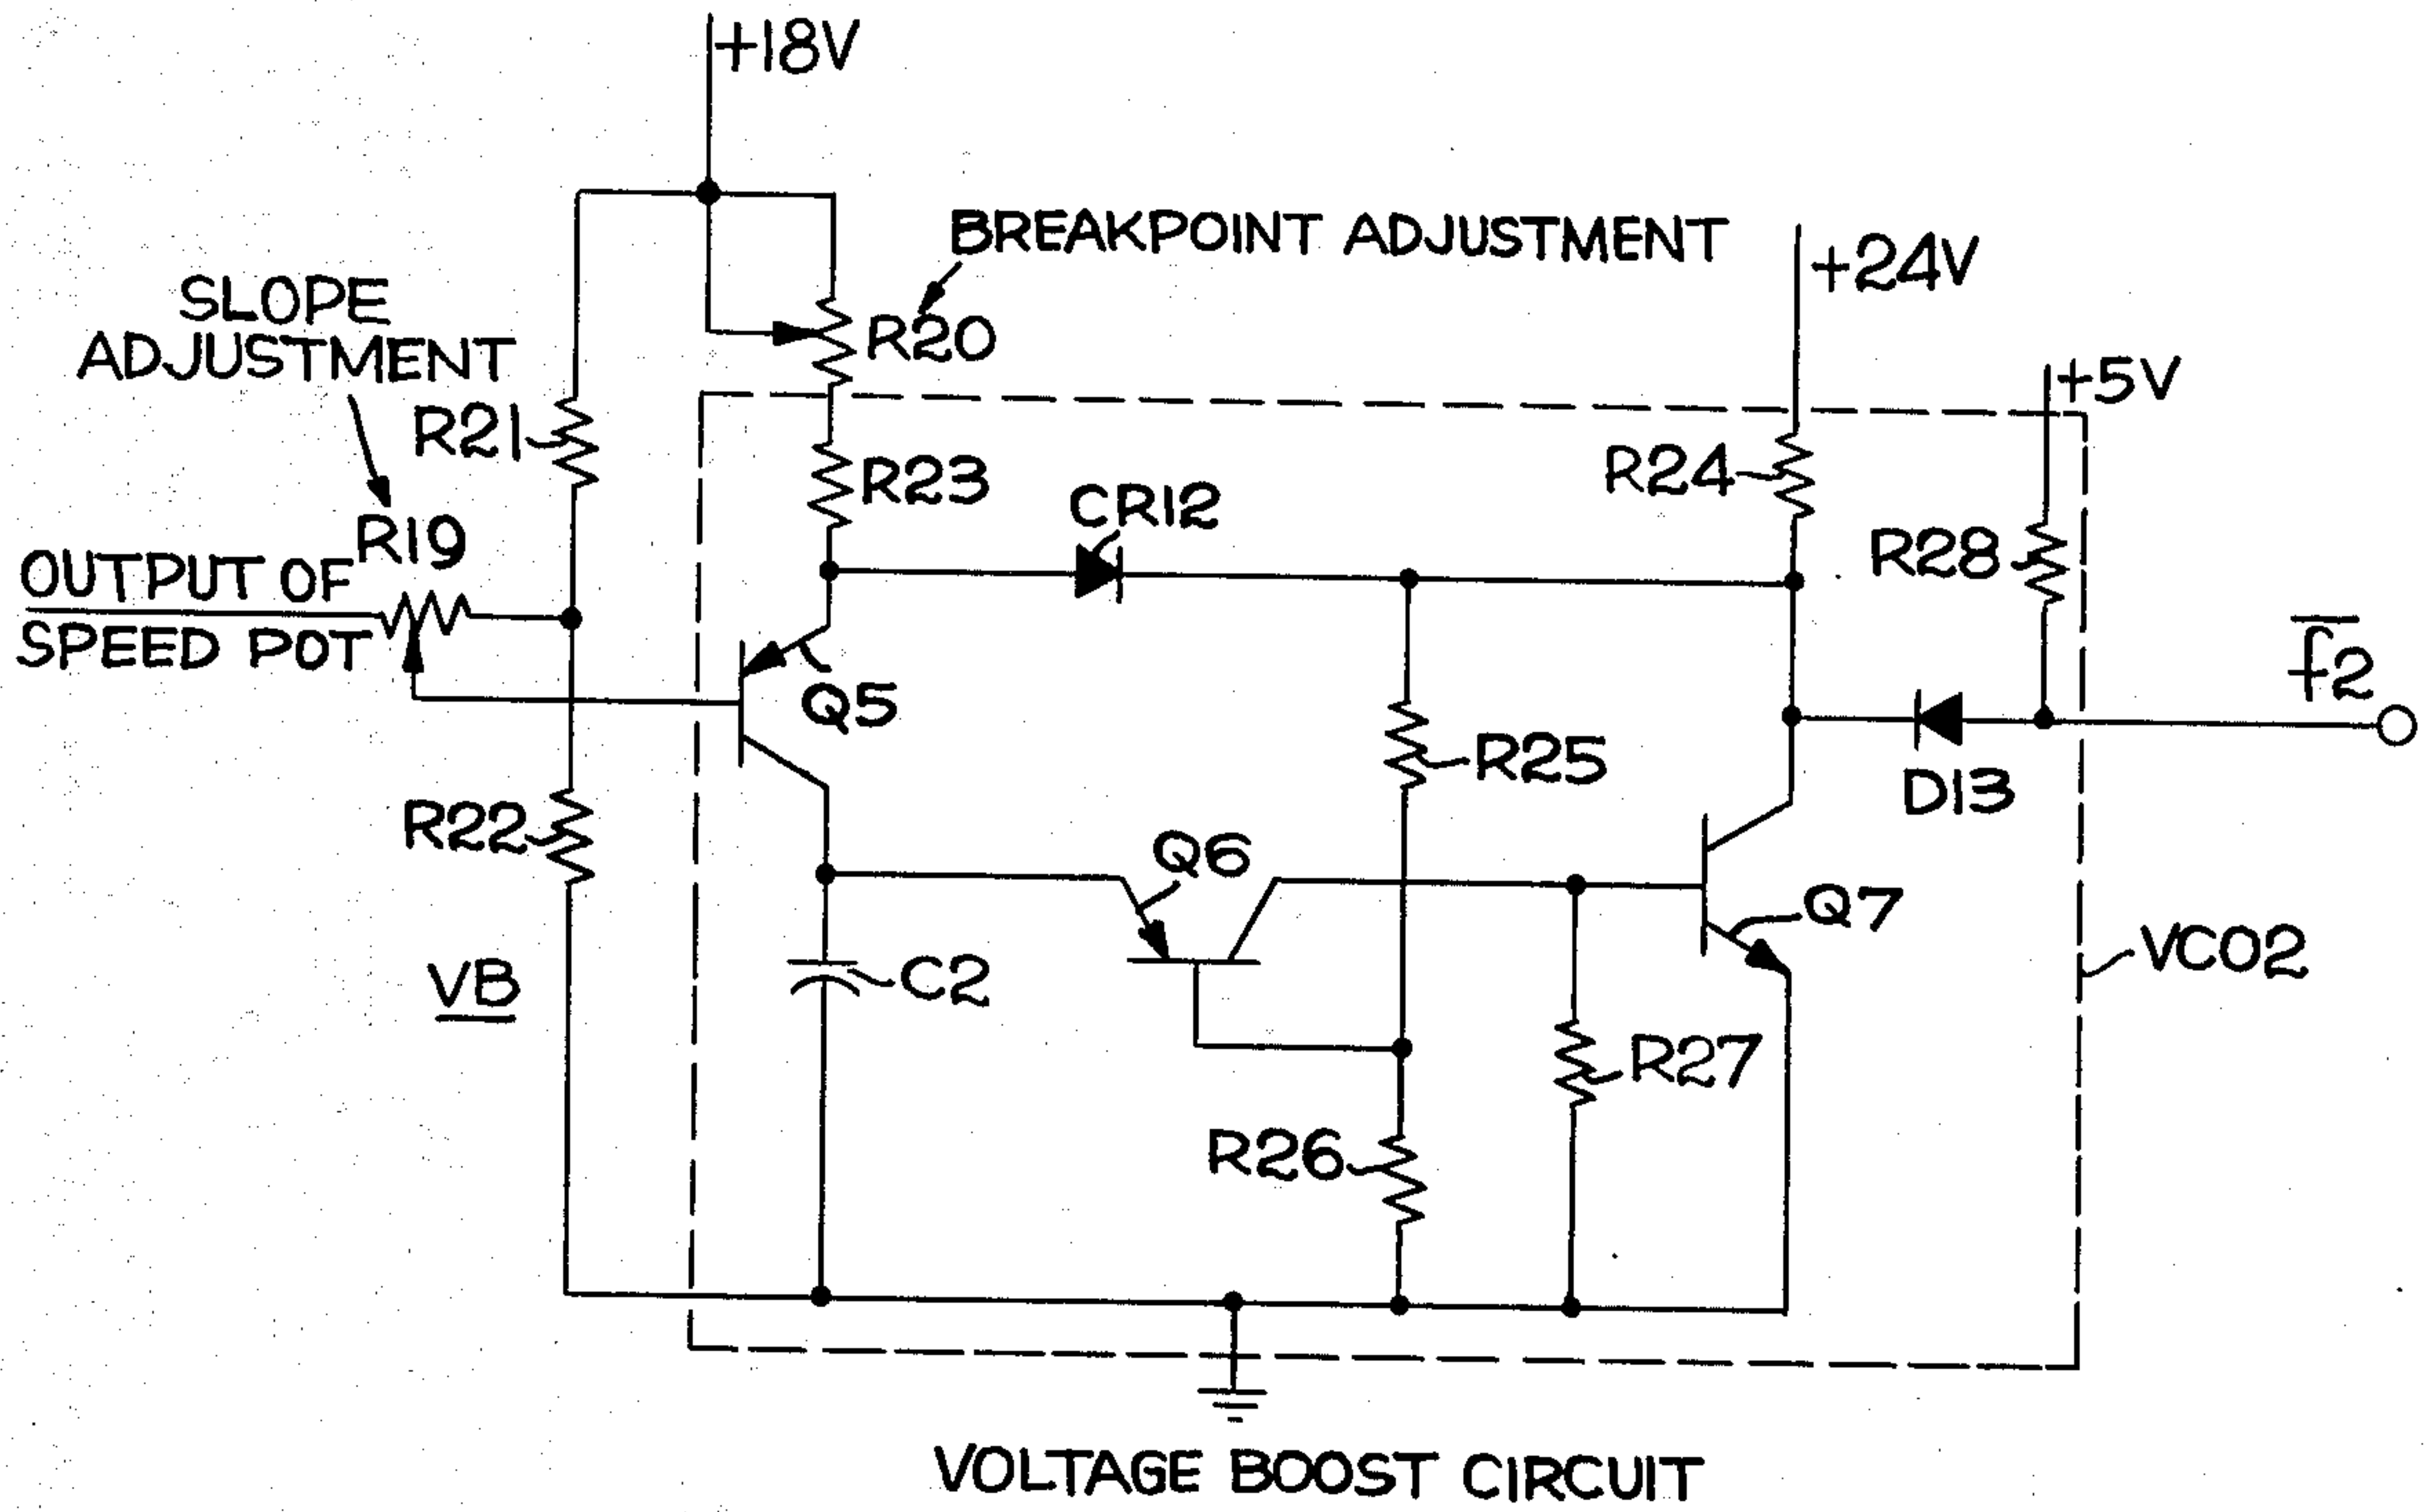 +18V
BREAKPOINT ADJUSTMENT
+24V
SLOPE
ADJUSTMENT
R20
+5V
R21
R23
R24
CR12
R28
R19
OUTPUT OF
SPEED POT
f2
Q5
R25
D13
R22
Q6
Q7
VCO2
VB
C2
R27
R26
VOLTAGE BOOST CIRCUIT